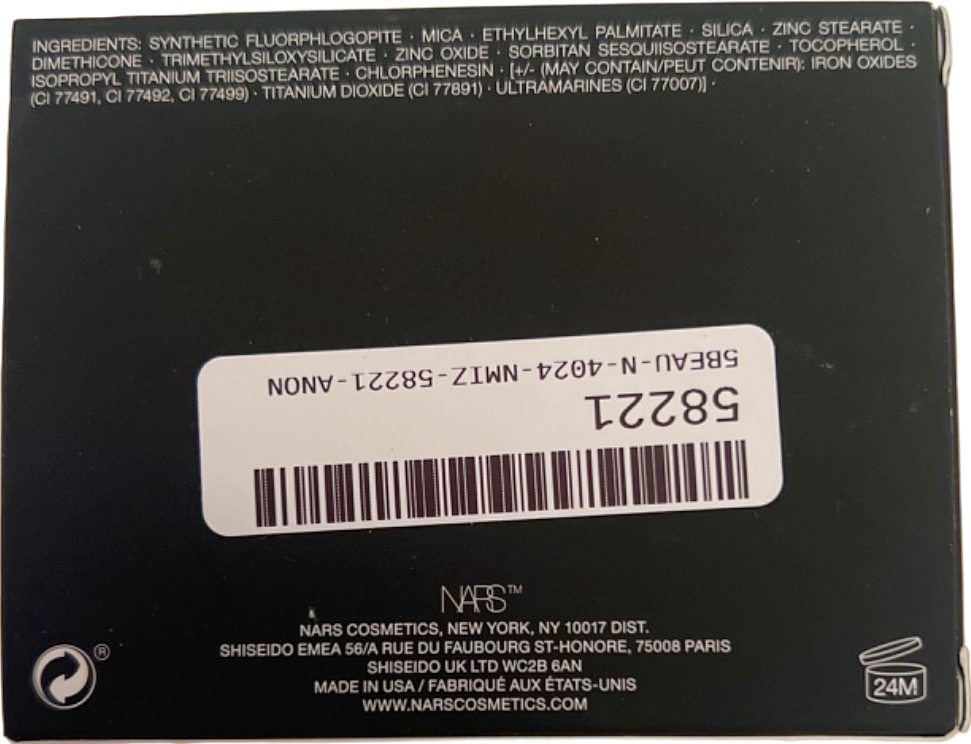 INGREDIENTS: SYNTHETIC FLUORPHLOGOPITE · MICA · ETHYLHEXYL PALMITATE · SILICA · ZINC STEARATE ·
DIMETHICONE · TRIMETHYLSILOXYSILICATE · ZINC OXIDE · SORBITAN SESQUIISOSTEARATE · TOCOPHEROL ·
ISOPROPYL TITANIUM TRIISOSTEARATE · CHLORPHENESIN · [+/- (MAY CONTAIN/PEUT CONTENIR): IRON OXIDES
(CI 77491, CI 77492, CI 77499) · TITANIUM DIOXIDE (CI 77891) · ULTRAMARINES (CI 77007)] ·
5BEAU-N-4024-NMIZ-58221-ANON
58221
NARS™
NARS COSMETICS, NEW YORK, NY 10017 DIST.
SHISEIDO EMEA 56/A RUE DU FAUBOURG ST-HONORE, 75008 PARIS
SHISEIDO UK LTD WC2B 6AN
MADE IN USA / FABRIQUÉ AUX ÉTATS-UNIS
WWW.NARSCOSMETICS.COM
®
24M